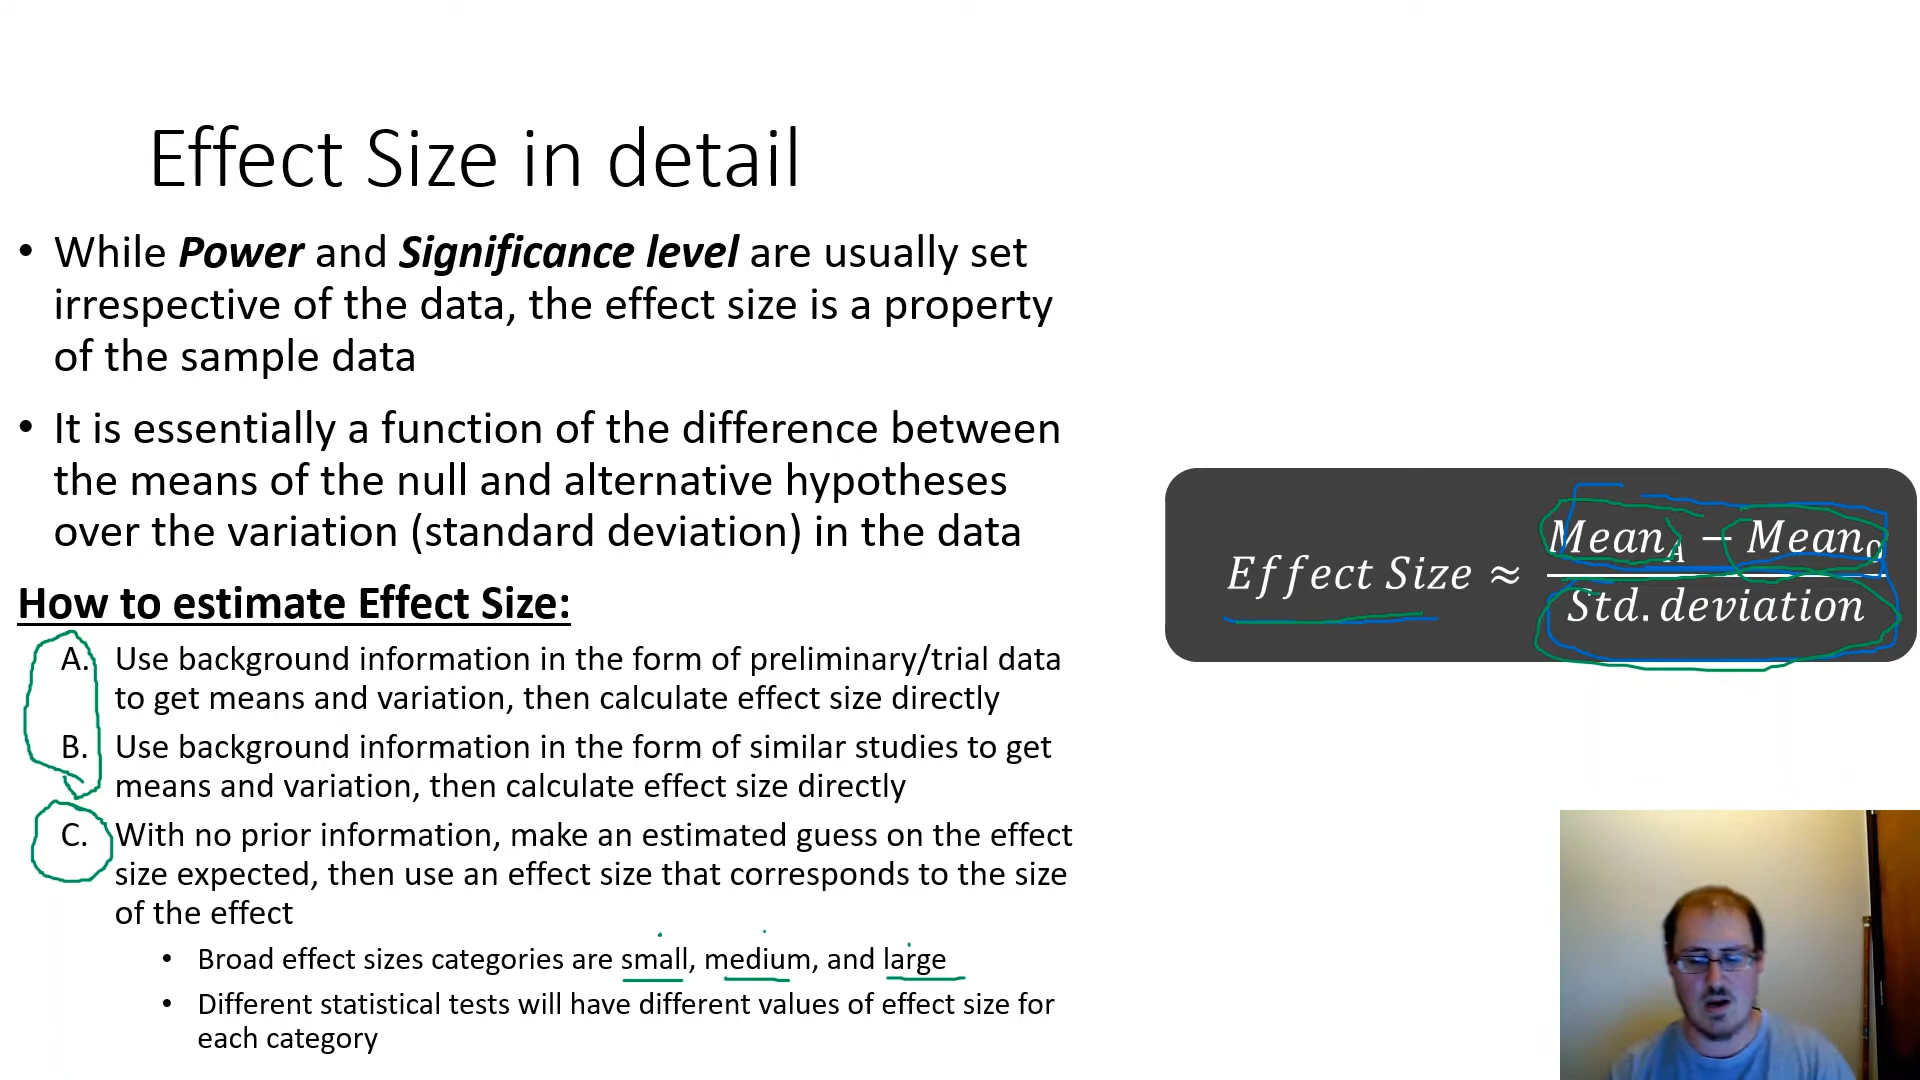 Effect Size in detail
• While Power and Significance level are usually set
irrespective of the data, the effect size is a property
of the sample data
• It is essentially a function of the difference between
the means of the null and alternative hypotheses
over the variation (standard deviation) in the data
How to estimate Effect Size:
A. Use background information in the form of preliminary/trial data
to get means and variation, then calculate effect size directly
B. Use background information in the form of similar studies to get
means and variation, then calculate effect size directly
C. With no prior information, make an estimated guess on the effect
size expected, then use an effect size that corresponds to the size
of the effect
• Broad effect sizes categories are small, medium, and large
• Different statistical tests will have different values of effect size for
each category
Mean_A − Mean_0
Effect Size ≈
Std. deviation